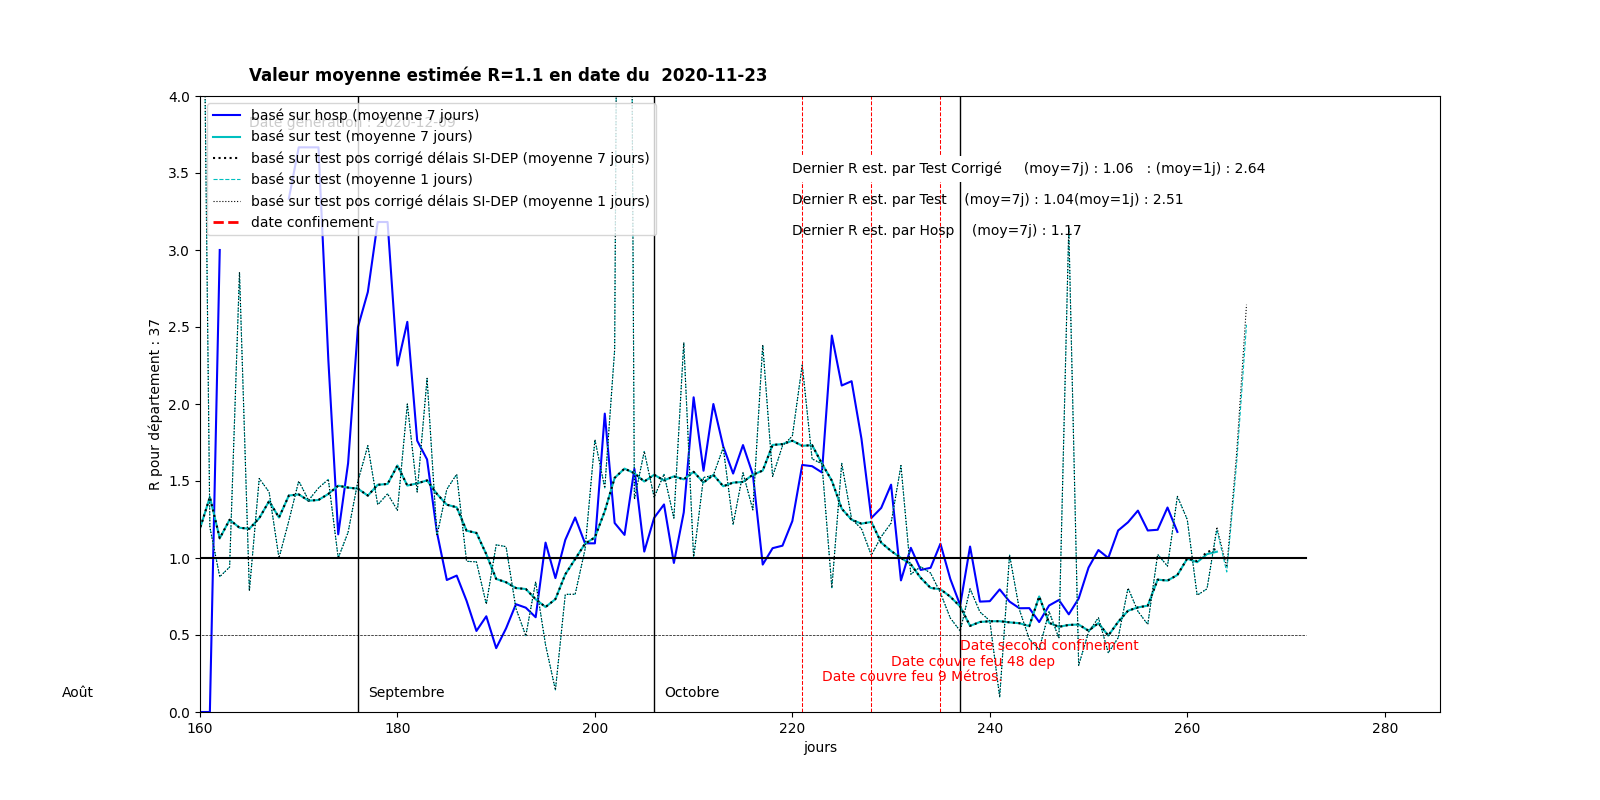 Valeur moyenne estimée R=1.1 en date du  2020-11-23
Date génération : 2020-12-09
basé sur hosp (moyenne 7 jours)
basé sur test (moyenne 7 jours)
basé sur test pos corrigé délais SI-DEP (moyenne 7 jours)
basé sur test (moyenne 1 jours)
basé sur test pos corrigé délais SI-DEP (moyenne 1 jours)
date confinement
Dernier R est. par Test Corrigé     (moy=7j) : 1.06   : (moy=1j) : 2.64
Dernier R est. par Test    (moy=7j) : 1.04(moy=1j) : 2.51
Dernier R est. par Hosp    (moy=7j) : 1.17
R pour département : 37
4.0
3.5
3.0
2.5
2.0
1.5
1.0
0.5
0.0
Date second confinement
Date couvre feu 48 dep
Date couvre feu 9 Métros
Août
Septembre
Octobre
160
180
200
220
240
260
280
jours